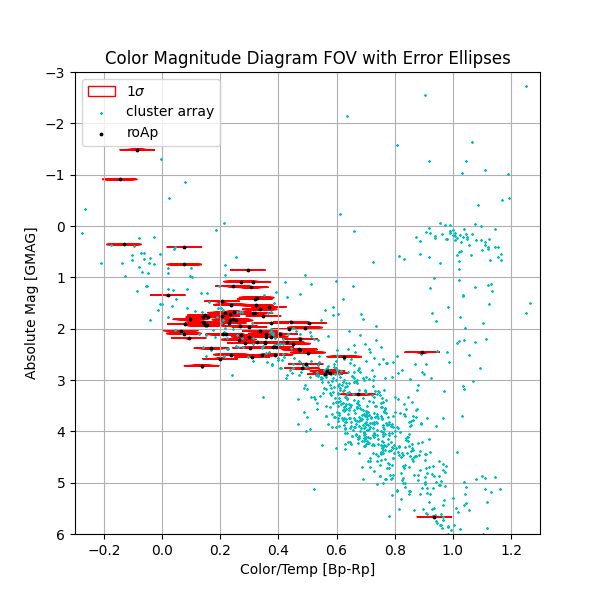 Color Magnitude Diagram FOV with Error Ellipses
−3
1σ
cluster array
roAp
−2
−1
0
1
2
3
4
5
6
Absolute Mag [GMAG]
−0.2 0.0 0.2 0.4 0.6 0.8 1.0 1.2
Color/Temp [Bp-Rp]